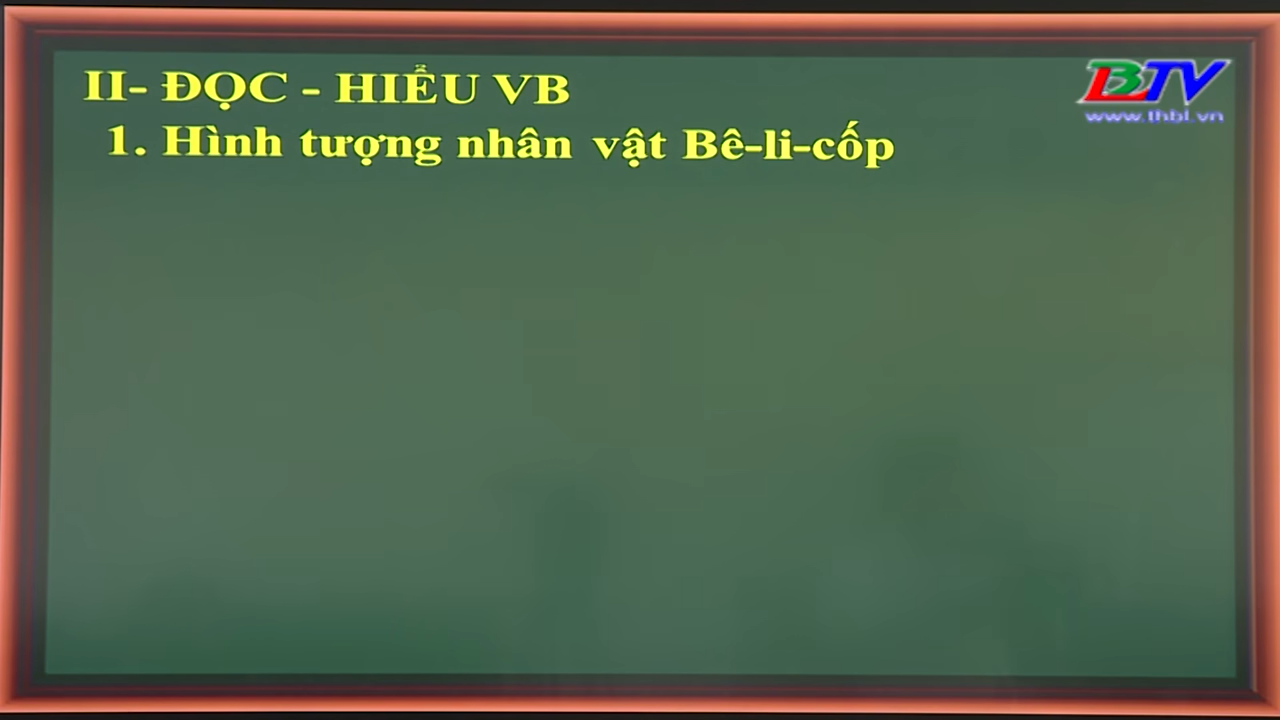 II- ĐỌC - HIỂU VB
1. Hình tượng nhân vật Bê-li-cốp
BTV
www.thbl.vn